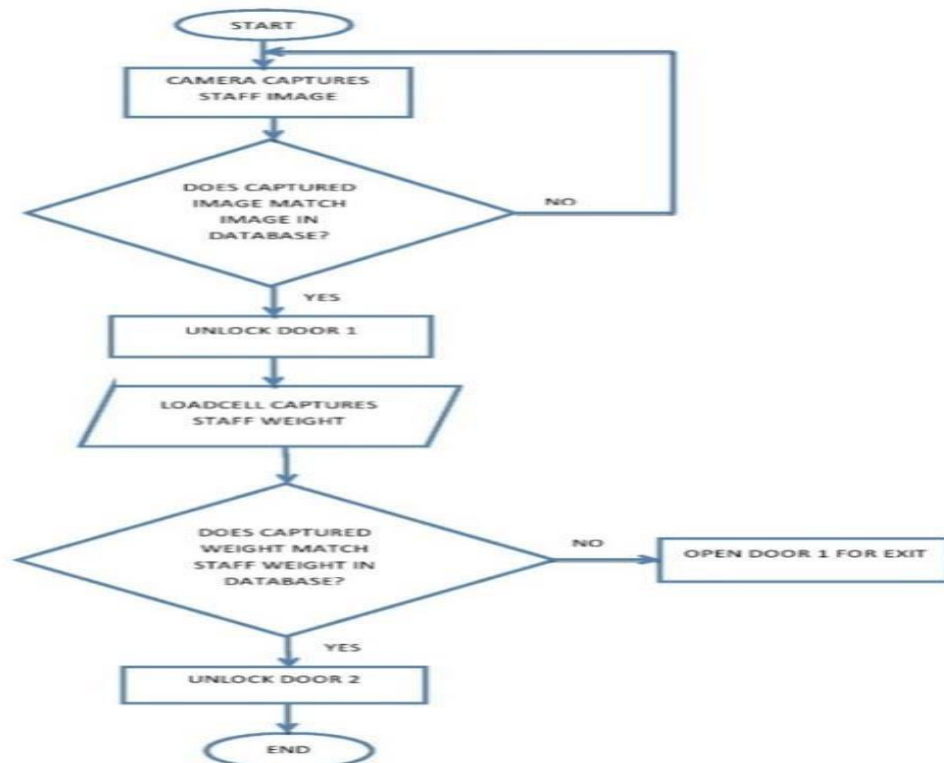 START
CAMERA CAPTURES
STAFF IMAGE
DOES CAPTURED
IMAGE MATCH
IMAGE IN
DATABASE?
NO
YES
UNLOCK DOOR 1
LOADCELL CAPTURES
STAFF WEIGHT
DOES CAPTURED
WEIGHT MATCH
STAFF WEIGHT IN
DATABASE?
NO
OPEN DOOR 1 FOR EXIT
YES
UNLOCK DOOR 2
END